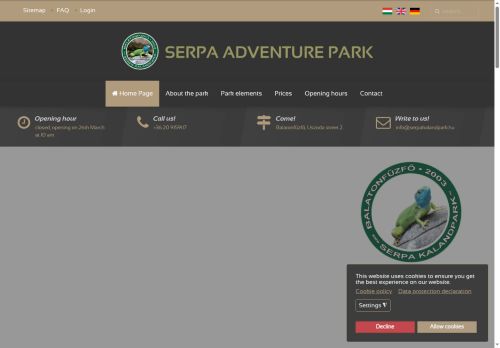 Sitemap FAQ Login
SERPA ADVENTURE PARK
Home Page About the park Park elements Prices Opening hours Contact
Opening hour
closed, opening on 26th March
at 10 am
Call us!
+36 20 9159417
Come!
Balatonfűzfő, Uszoda street 2
Write to us!
info@serpakalandpark.hu
BALATONFŰZFŐ • 2003
www. SERPA KALANDPARK
This website uses cookies to ensure you get
the best experience on our website.
Cookie policy Data protection declaration
Settings
Decline Allow cookies